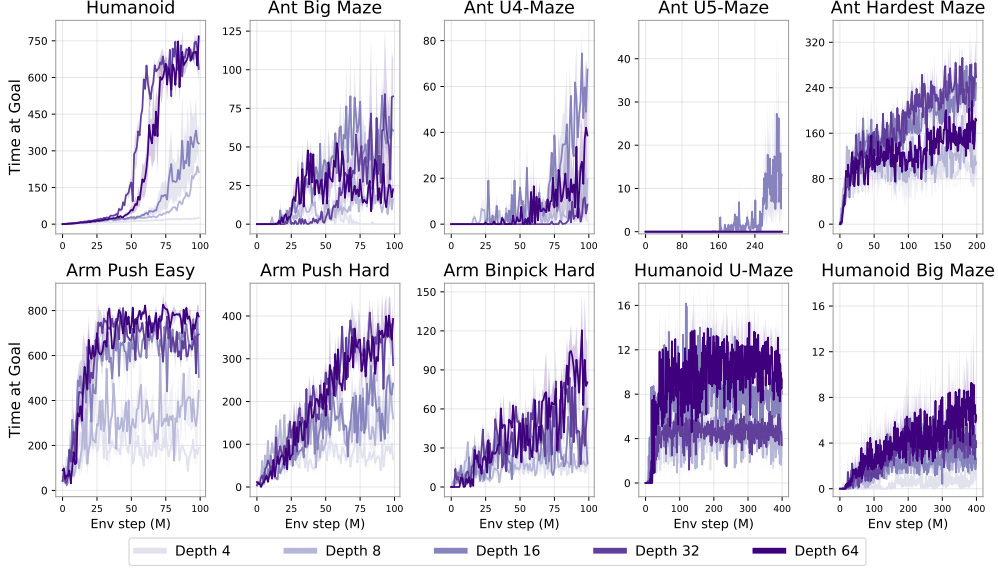 Humanoid
Ant Big Maze
Ant U4-Maze
Ant U5-Maze
Ant Hardest Maze
Time at Goal
750
600
450
300
150
0
0 25 50 75 100
125
100
75
50
25
0
0 25 50 75 100
80
60
40
20
0
0 25 50 75 100
40
30
20
10
0
0 80 160 240
320
240
160
80
0
0 50 100 150 200
Arm Push Easy
Arm Push Hard
Arm Binpick Hard
Humanoid U-Maze
Humanoid Big Maze
Time at Goal
800
600
400
200
0
0 25 50 75 100
Env step (M)
400
300
200
100
0
0 25 50 75 100
Env step (M)
150
120
90
60
30
0
0 25 50 75 100
Env step (M)
16
12
8
4
0
0 100 200 300 400
Env step (M)
16
12
8
4
0
0 100 200 300 400
Env step (M)
Depth 4 Depth 8 Depth 16 Depth 32 Depth 64